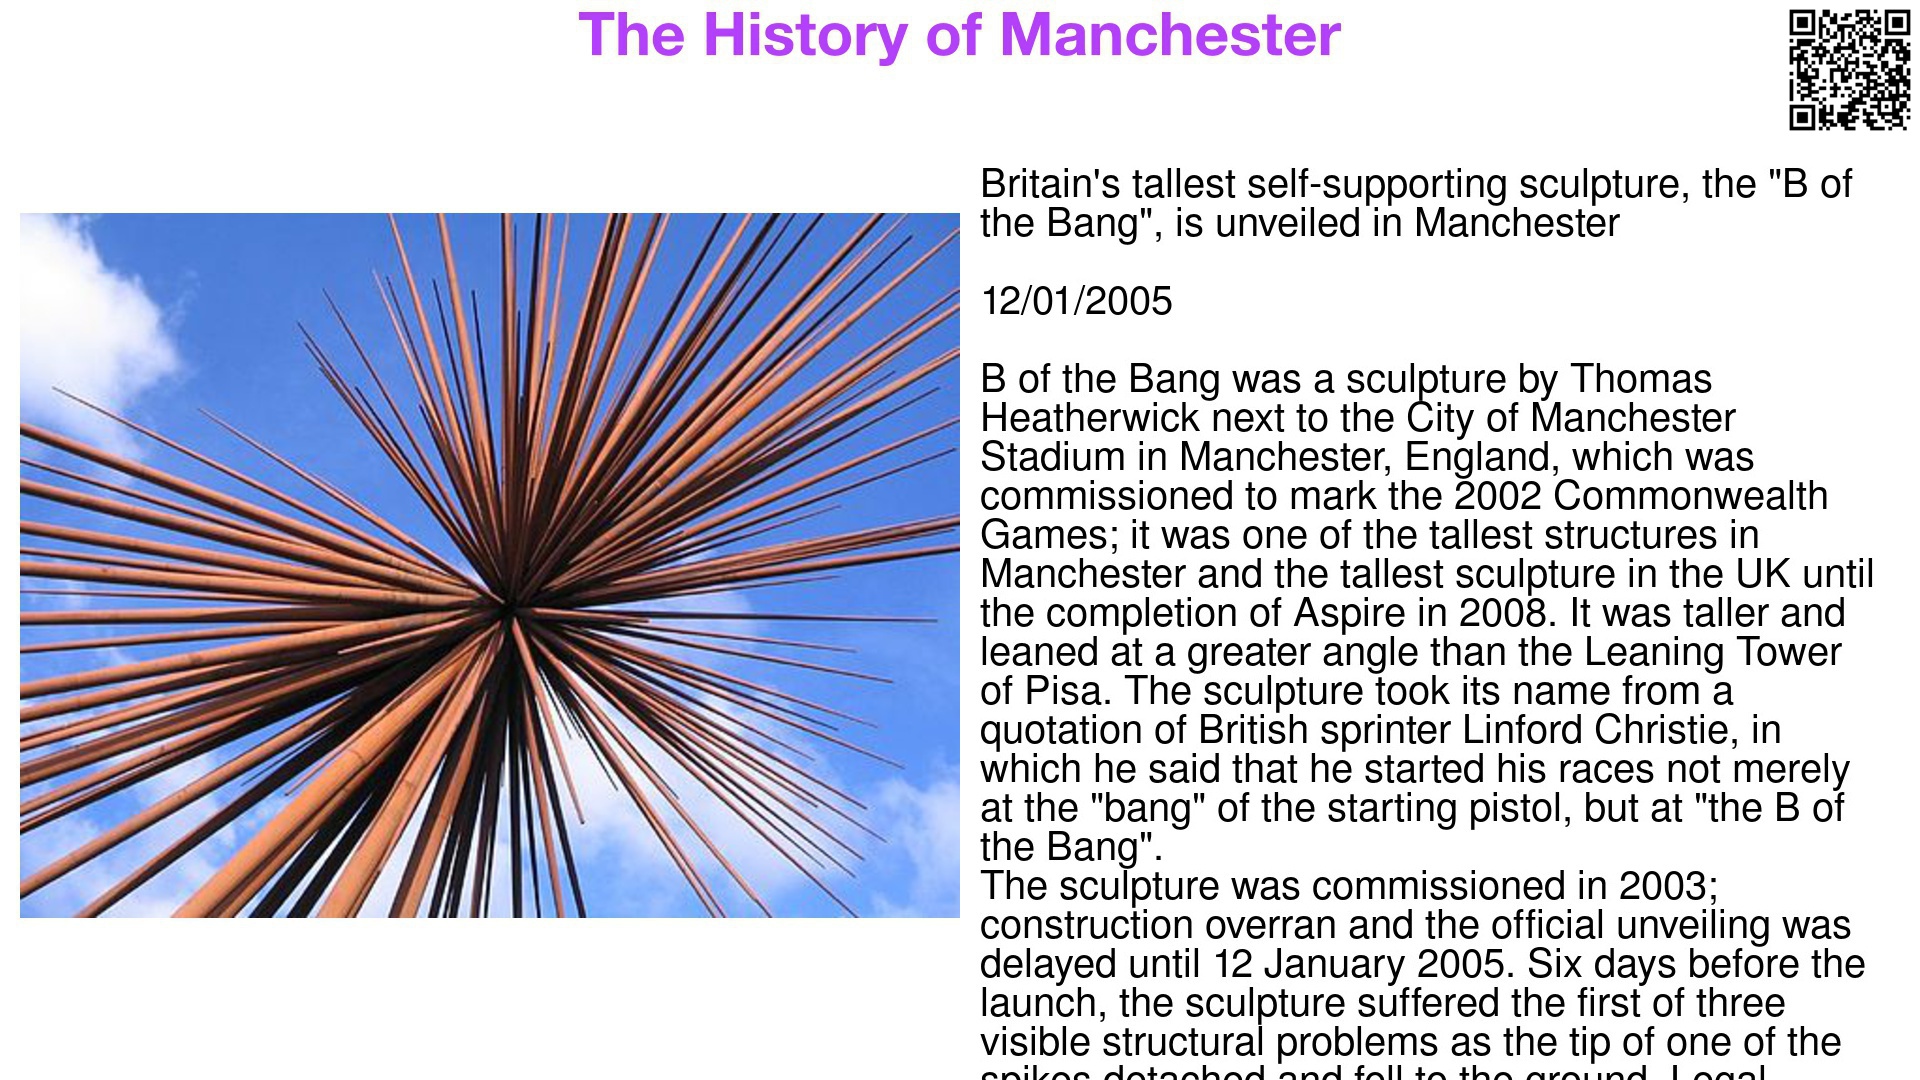 The History of Manchester
Britain's tallest self-supporting sculpture, the "B of
the Bang", is unveiled in Manchester
12/01/2005
B of the Bang was a sculpture by Thomas
Heatherwick next to the City of Manchester
Stadium in Manchester, England, which was
commissioned to mark the 2002 Commonwealth
Games; it was one of the tallest structures in
Manchester and the tallest sculpture in the UK until
the completion of Aspire in 2008. It was taller and
leaned at a greater angle than the Leaning Tower
of Pisa. The sculpture took its name from a
quotation of British sprinter Linford Christie, in
which he said that he started his races not merely
at the "bang" of the starting pistol, but at "the B of
the Bang".
The sculpture was commissioned in 2003;
construction overran and the official unveiling was
delayed until 12 January 2005. Six days before the
launch, the sculpture suffered the first of three
visible structural problems as the tip of one of the
spikes detached and fell to the ground. Legal